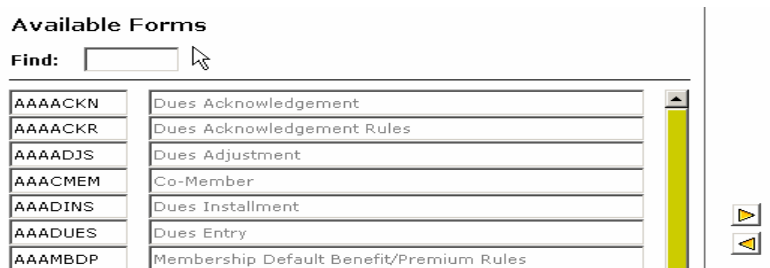 Available Forms
Find:
AAAACKN Dues Acknowledgement
AAAACKR Dues Acknowledgement Rules
AAAADJS Dues Adjustment
AAACMEM Co-Member
AAADINS Dues Installment
AAADUES Dues Entry
AAAMBDP Membership Default Benefit/Premium Rules